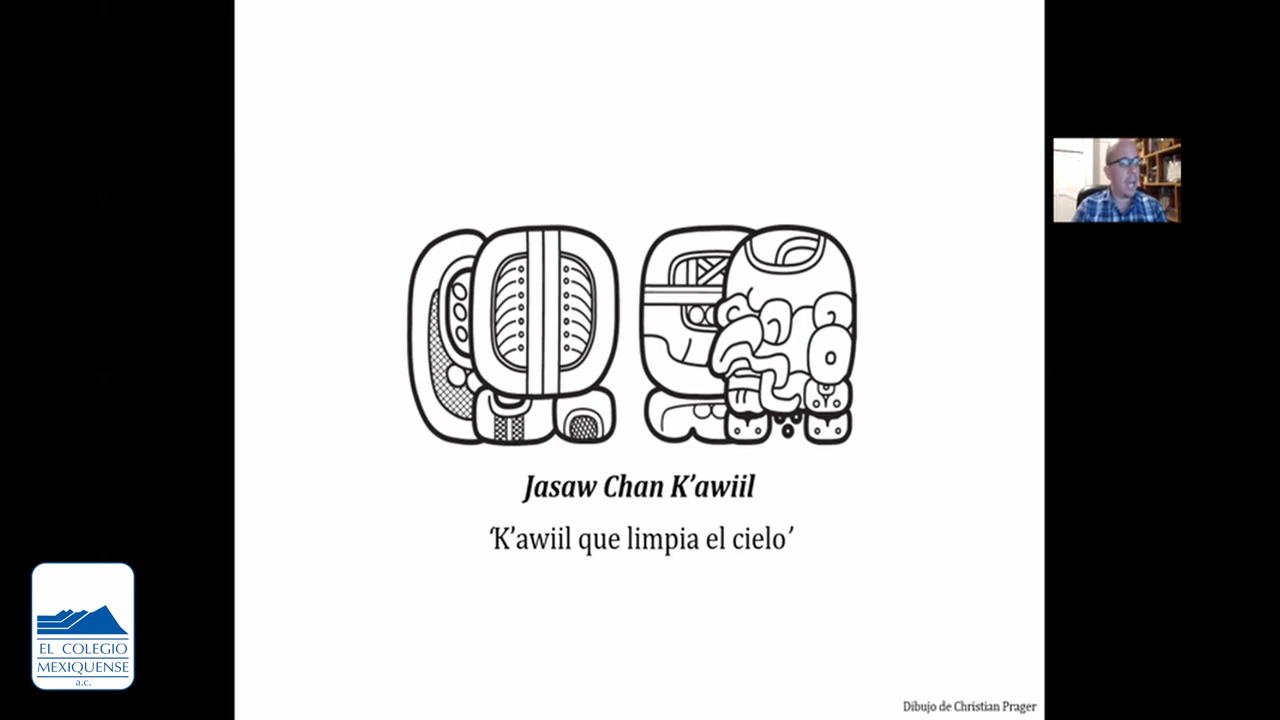 Jasaw Chan K’awiil
‘K’awiil que limpia el cielo’
EL COLEGIO
MEXIQUENSE
a.c.
Dibujo de Christian Prager